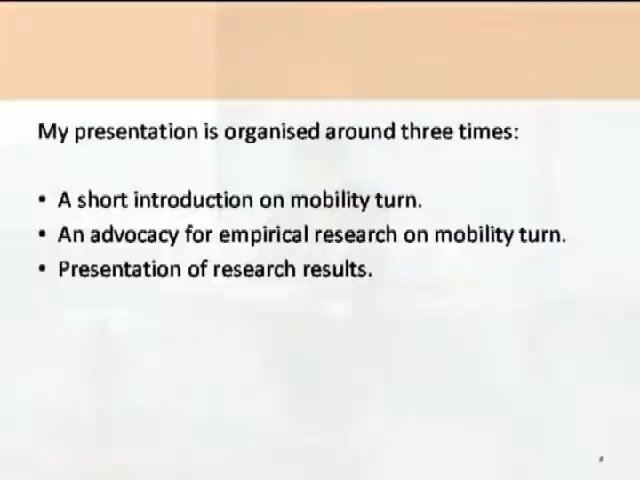 My presentation is organised around three times:
• A short introduction on mobility turn.
• An advocacy for empirical research on mobility turn.
• Presentation of research results.